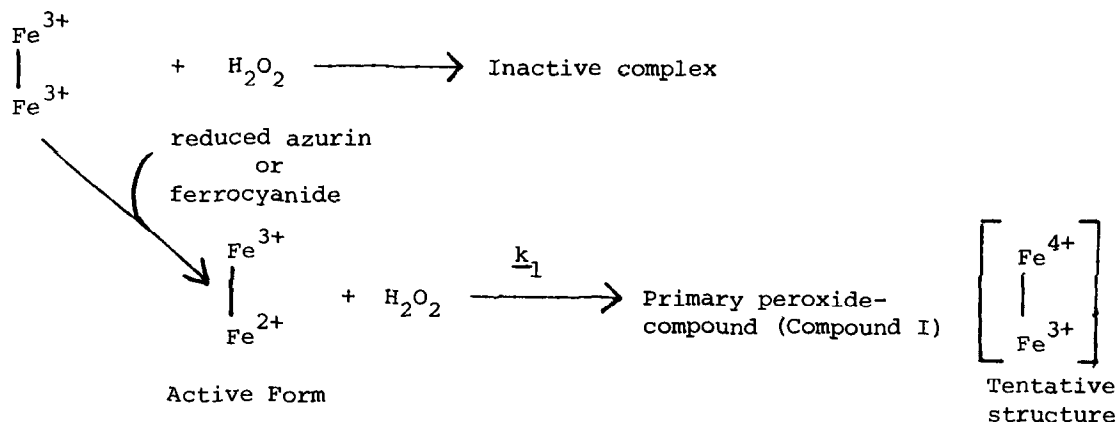 Fe3+
Fe3+
+ H2O2 Inactive complex
reduced azurin
or
ferrocyanide
Fe3+
Fe2+
+ H2O2
k1
Primary peroxide-
compound (Compound I)
Fe4+
Fe3+
Active Form
Tentative
structure